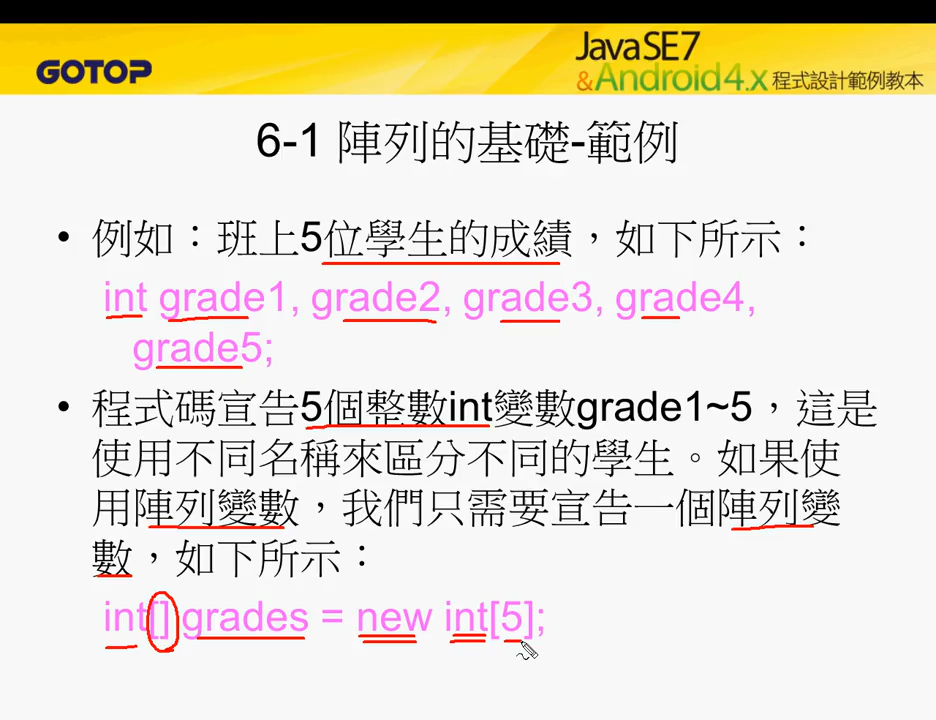 GOTOP
JavaSE7
&Android4.x 程式設計範例教本
6-1 陣列的基礎-範例
• 例如：班上5位學生的成績，如下所示：
int grade1, grade2, grade3, grade4,
grade5;
• 程式碼宣告5個整數int變數grade1~5，這是
使用不同名稱來區分不同的學生。如果使
用陣列變數，我們只需要宣告一個陣列變
數，如下所示：
int[] grades = new int[5];